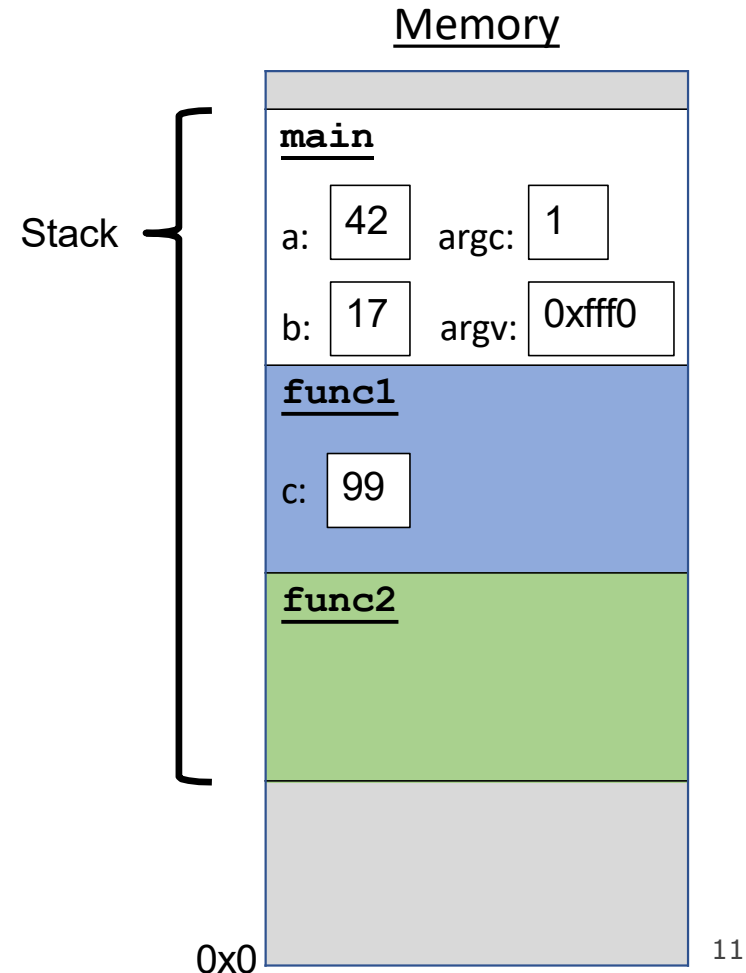 Memory
main
Stack
a: 42 argc: 1
b: 17 argv: 0xfff0
func1
c: 99
func2
0x0
11